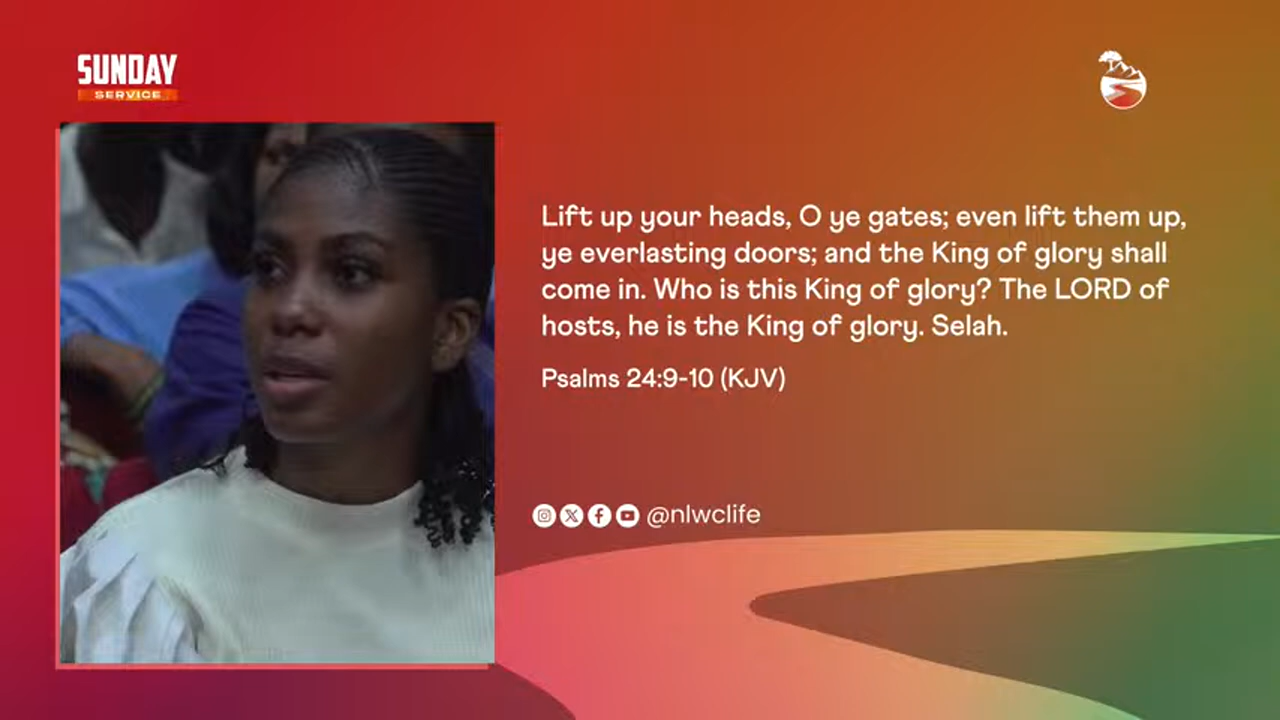 SUNDAY
SERVICE
Lift up your heads, O ye gates; even lift them up,
ye everlasting doors; and the King of glory shall
come in. Who is this King of glory? The LORD of
hosts, he is the King of glory. Selah.
Psalms 24:9-10 (KJV)
@nlwclife